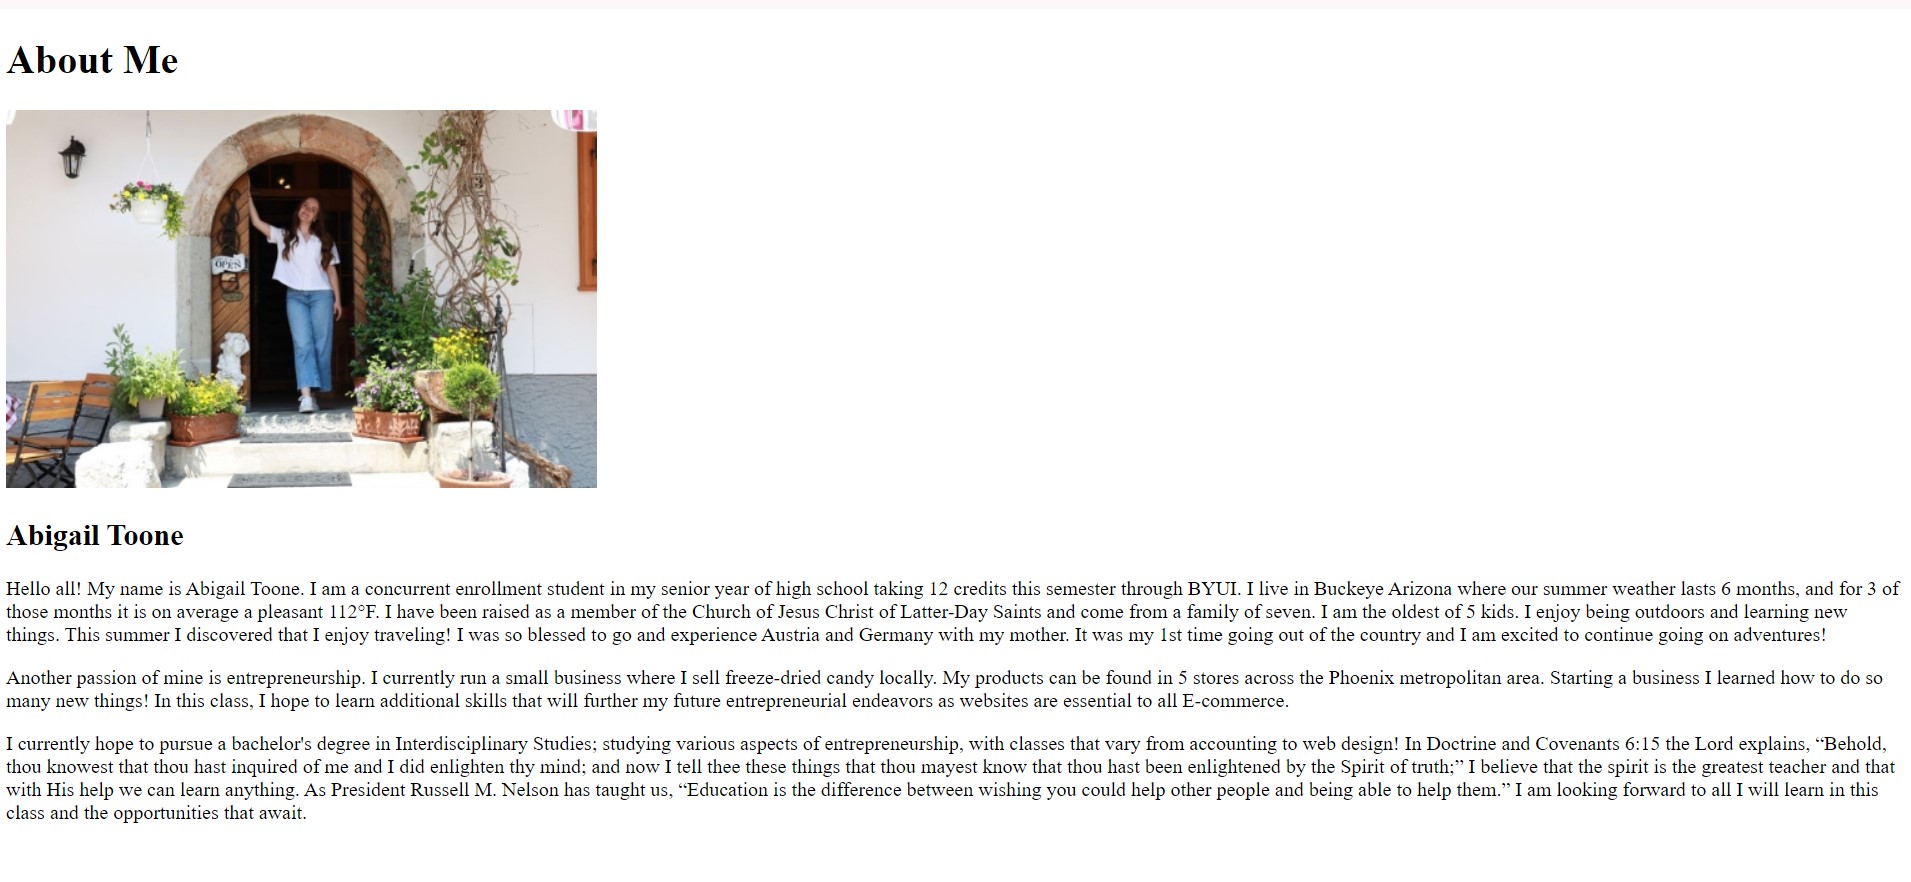 About Me
OPEN
Abigail Toone
Hello all! My name is Abigail Toone. I am a concurrent enrollment student in my senior year of high school taking 12 credits this semester through BYUI. I live in Buckeye Arizona where our summer weather lasts 6 months, and for 3 of
those months it is on average a pleasant 112°F. I have been raised as a member of the Church of Jesus Christ of Latter-Day Saints and come from a family of seven. I am the oldest of 5 kids. I enjoy being outdoors and learning new
things. This summer I discovered that I enjoy traveling! I was so blessed to go and experience Austria and Germany with my mother. It was my 1st time going out of the country and I am excited to continue going on adventures!
Another passion of mine is entrepreneurship. I currently run a small business where I sell freeze-dried candy locally. My products can be found in 5 stores across the Phoenix metropolitan area. Starting a business I learned how to do so
many new things! In this class, I hope to learn additional skills that will further my future entrepreneurial endeavors as websites are essential to all E-commerce.
I currently hope to pursue a bachelor's degree in Interdisciplinary Studies; studying various aspects of entrepreneurship, with classes that vary from accounting to web design! In Doctrine and Covenants 6:15 the Lord explains, “Behold,
thou knowest that thou hast inquired of me and I did enlighten thy mind; and now I tell thee these things that thou mayest know that thou hast been enlightened by the Spirit of truth;” I believe that the spirit is the greatest teacher and that
with His help we can learn anything. As President Russell M. Nelson has taught us, “Education is the difference between wishing you could help other people and being able to help them.” I am looking forward to all I will learn in this
class and the opportunities that await.